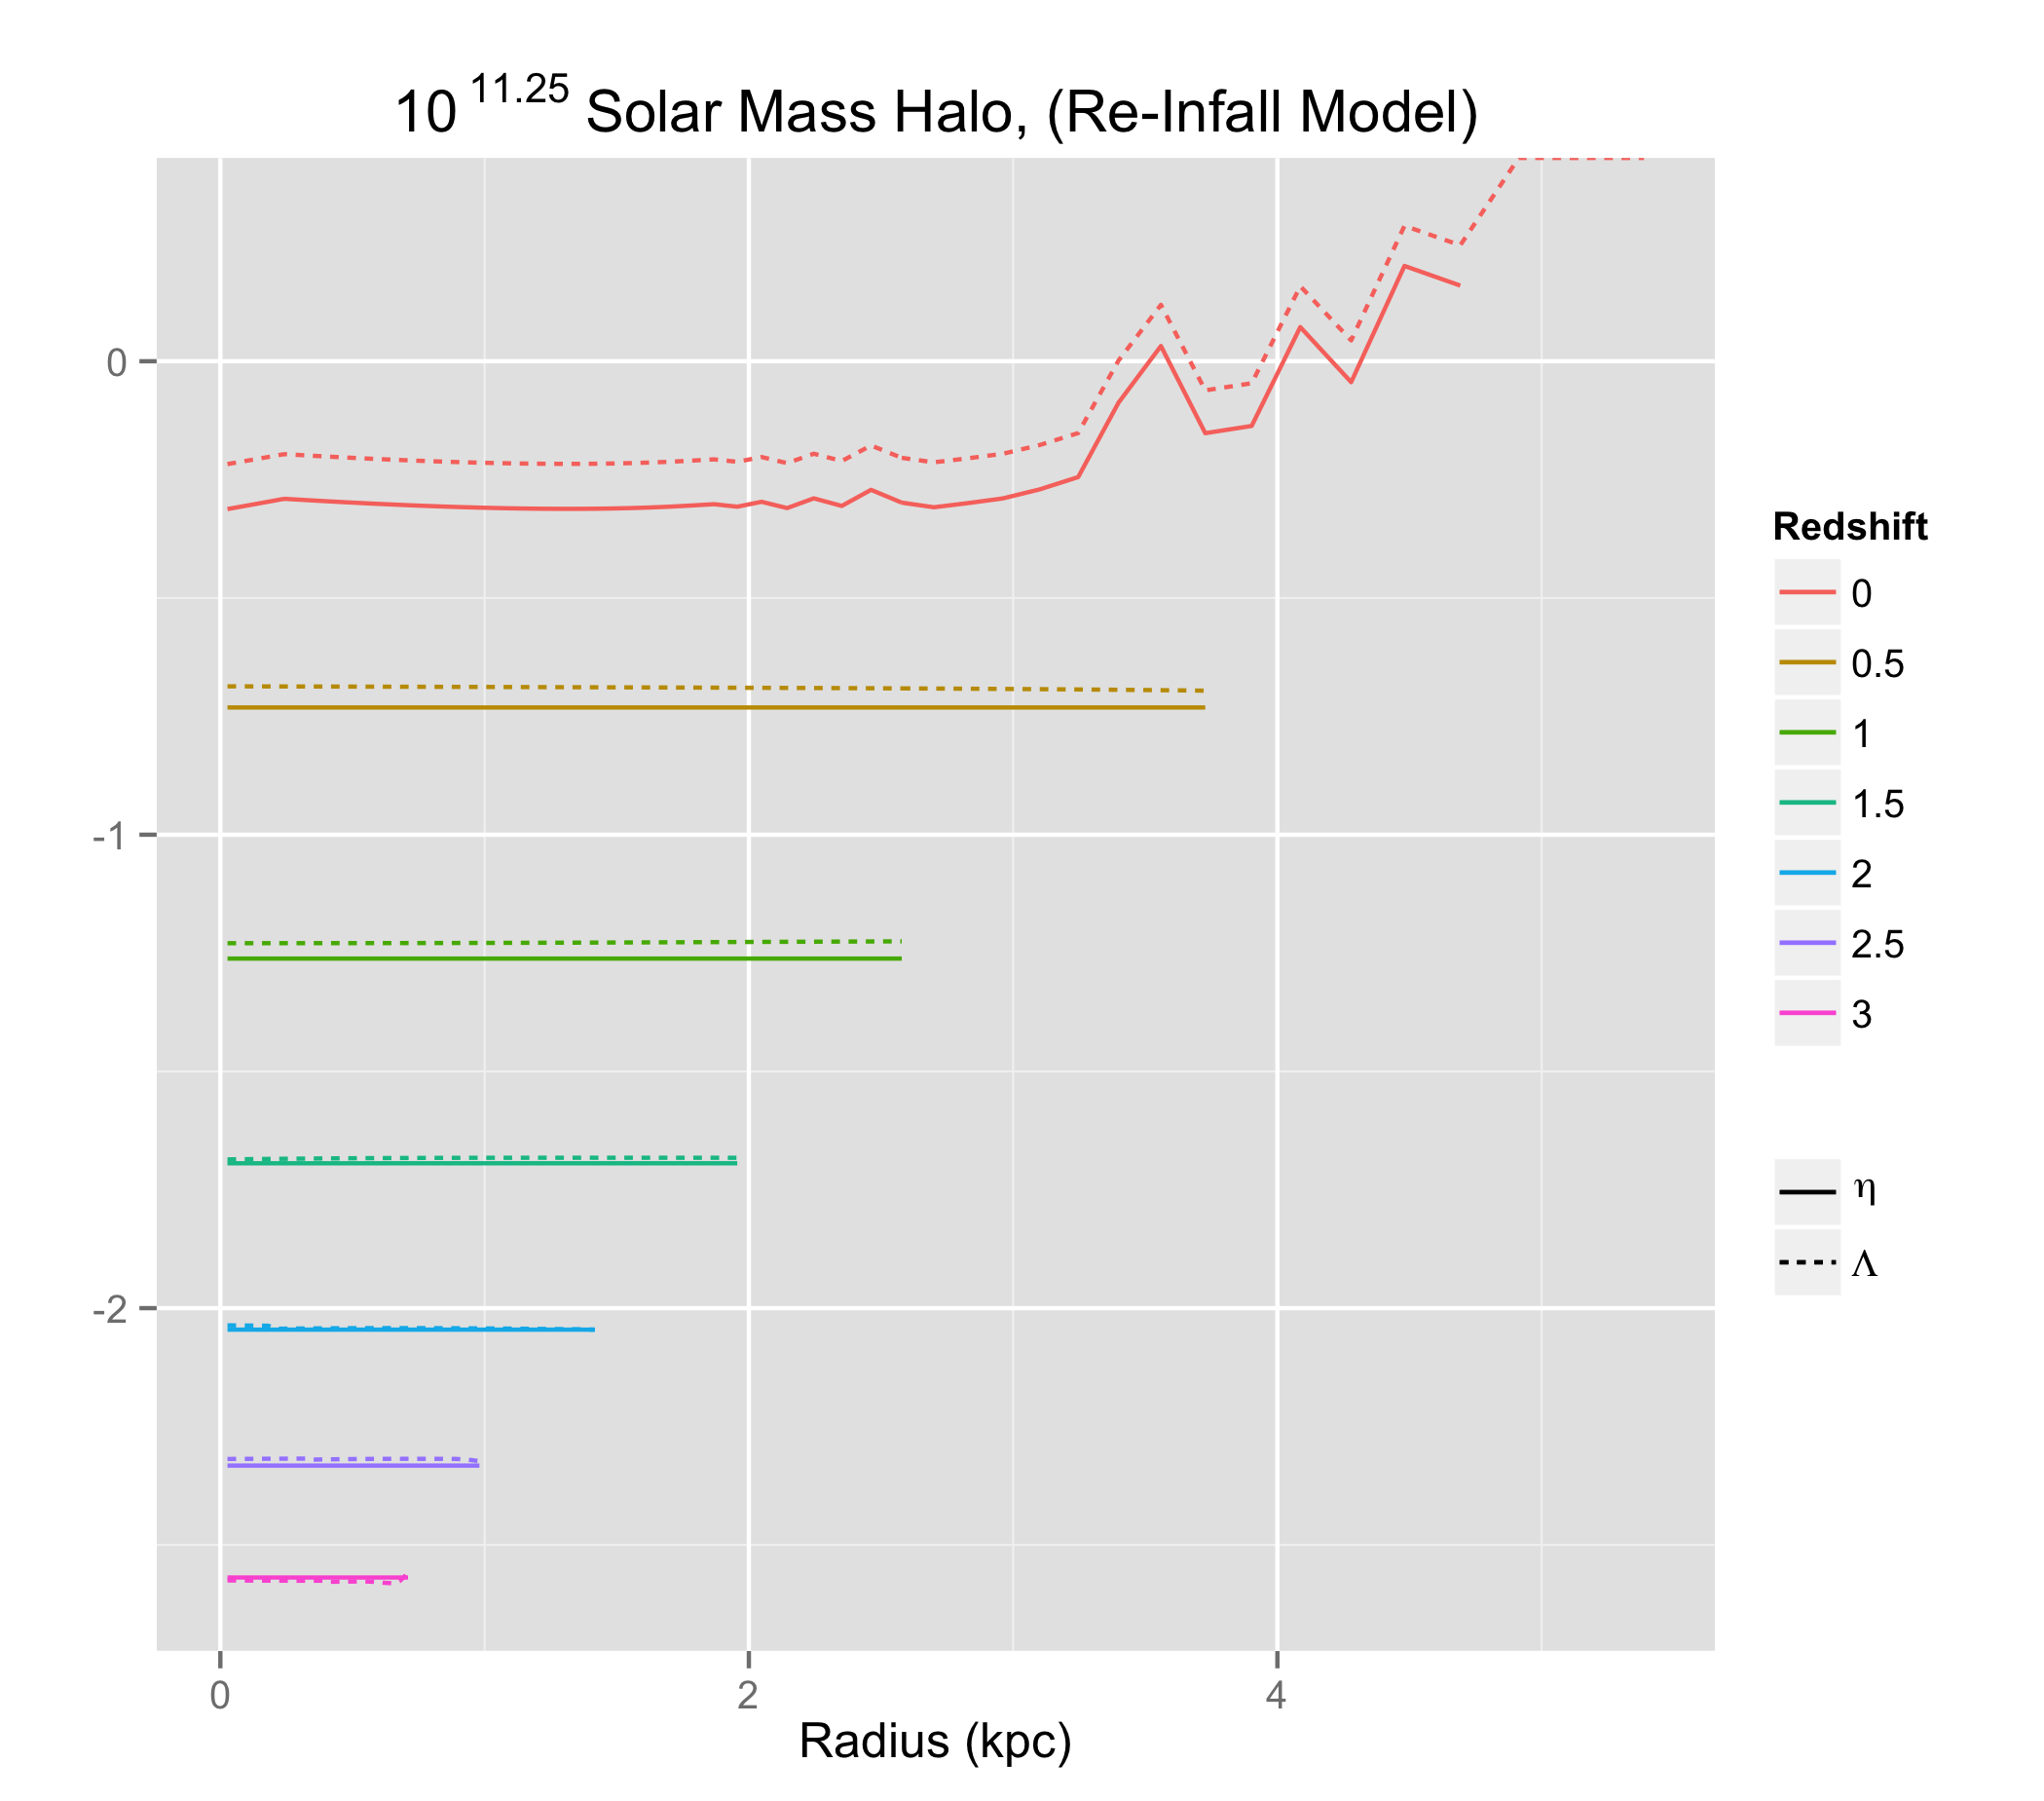 10^11.25 Solar Mass Halo, (Re-Infall Model)
0
-1
-2
0 2 4
Radius (kpc)
Redshift
0
0.5
1
1.5
2
2.5
3
η
Λ